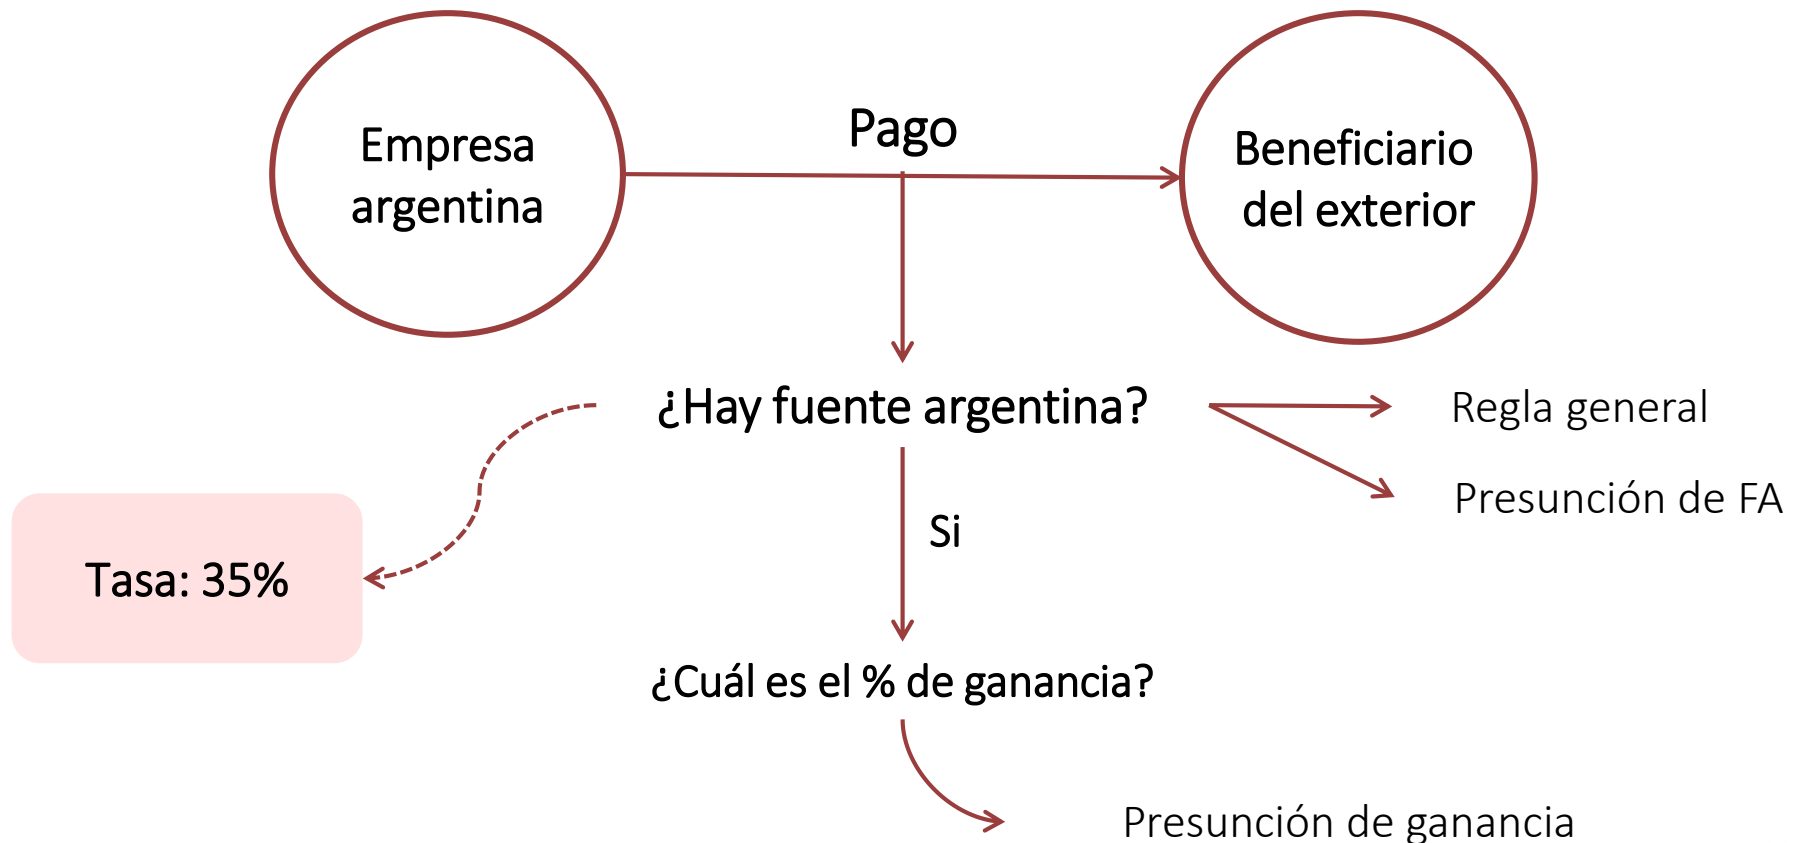 Empresa
argentina
Pago
Beneficiario
del exterior
¿Hay fuente argentina?
Regla general
Presunción de FA
Si
Tasa: 35%
¿Cuál es el % de ganancia?
Presunción de ganancia